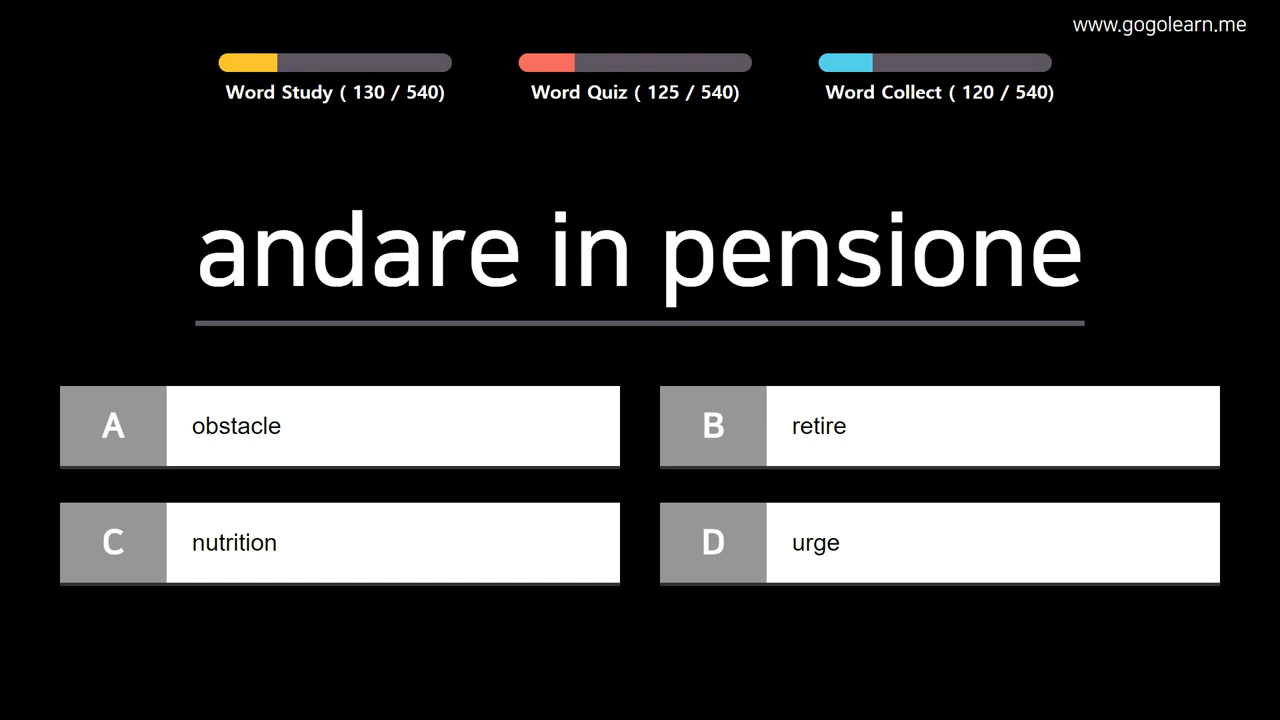 www.gogolearn.me
Word Study ( 130 / 540)
Word Quiz ( 125 / 540)
Word Collect ( 120 / 540)
andare in pensione
A obstacle
B retire
C nutrition
D urge